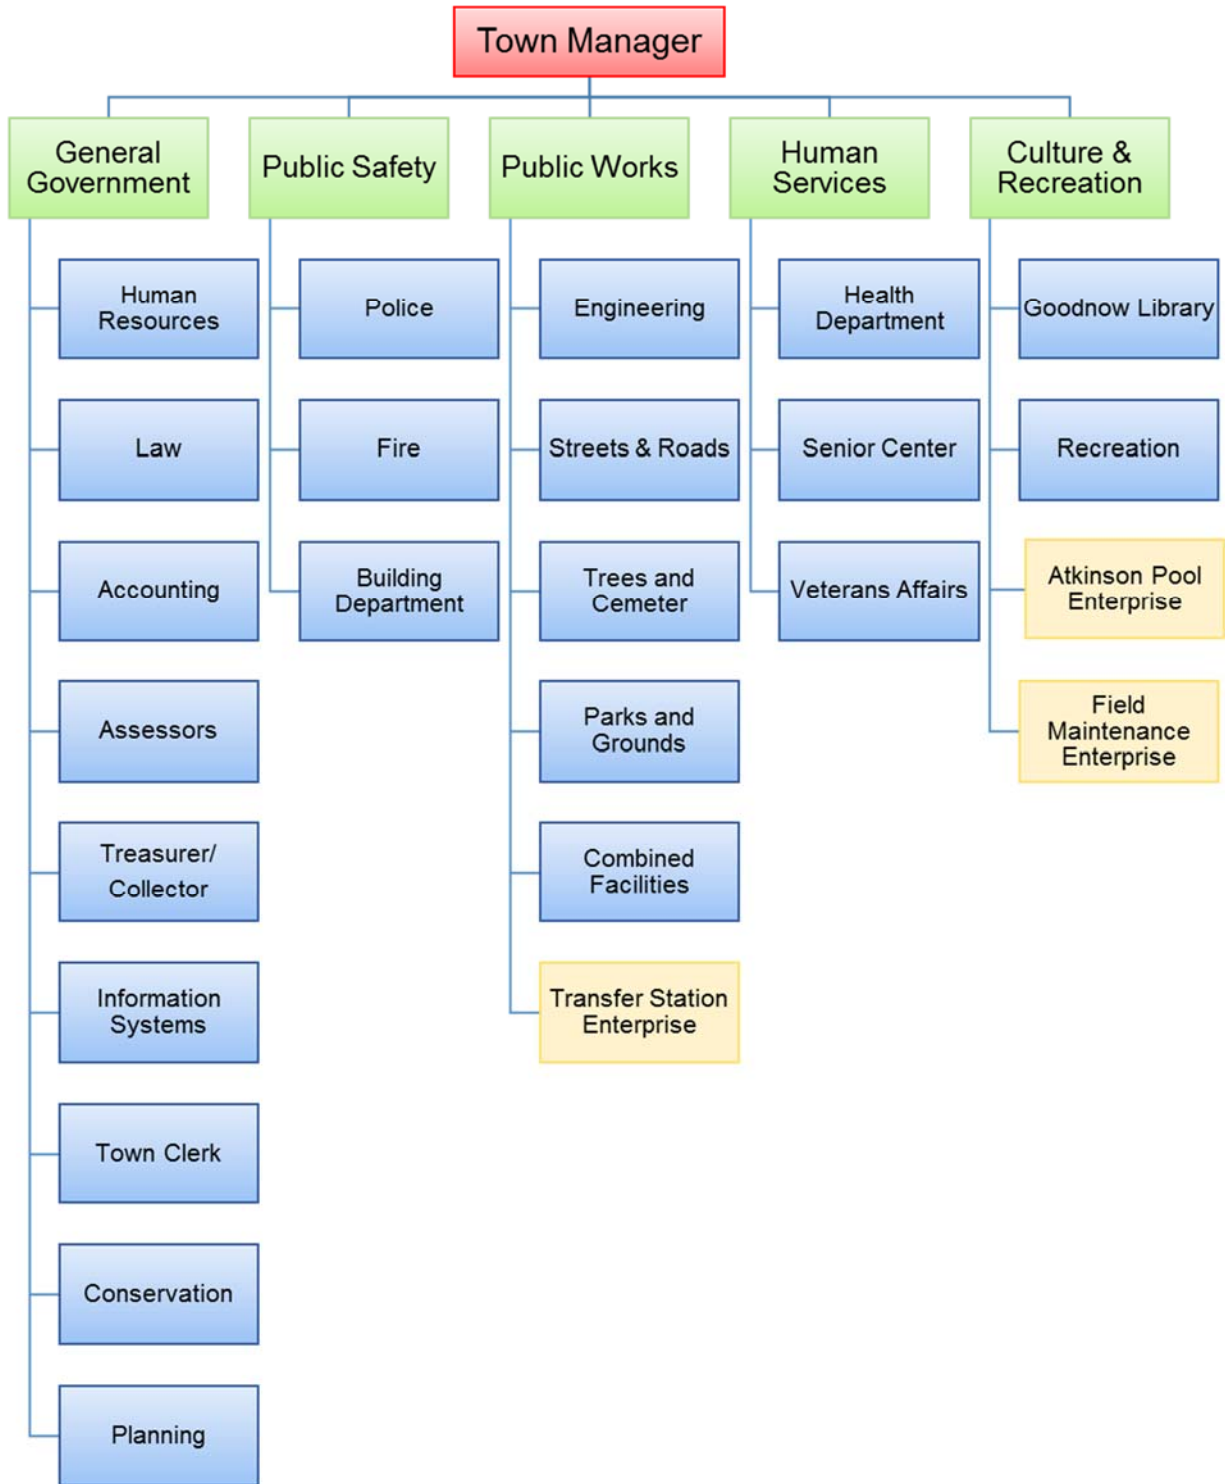 Town Manager
General
Government
Public Safety
Public Works
Human
Services
Culture &
Recreation
Human
Resources
Law
Accounting
Assessors
Treasurer/
Collector
Information
Systems
Town Clerk
Conservation
Planning
Police
Fire
Building
Department
Engineering
Streets & Roads
Trees and
Cemeter
Parks and
Grounds
Combined
Facilities
Transfer Station
Enterprise
Health
Department
Senior Center
Veterans Affairs
Goodnow Library
Recreation
Atkinson Pool
Enterprise
Field
Maintenance
Enterprise